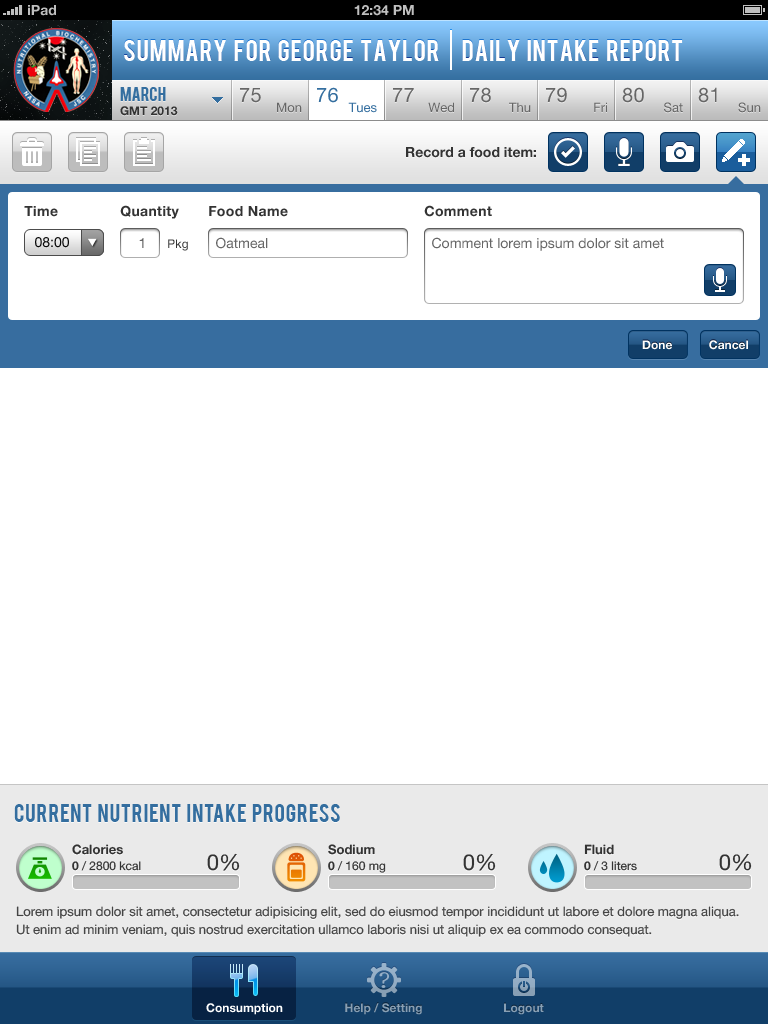 iPad
12:34 PM
NUTRITIONAL BIOCHEMISTRY
NASA JSC
SUMMARY FOR GEORGE TAYLOR | DAILY INTAKE REPORT
MARCH
GMT 2013
75 Mon
76 Tues
77 Wed
78 Thu
79 Fri
80 Sat
81 Sun
Record a food item:
Time
Quantity
Food Name
Comment
08:00
1
Pkg
Oatmeal
Comment lorem ipsum dolor sit amet
Done
Cancel
CURRENT NUTRIENT INTAKE PROGRESS
Calories
0 / 2800 kcal
0%
Sodium
0 / 160 mg
0%
Fluid
0 / 3 liters
0%
Lorem ipsum dolor sit amet, consectetur adipisicing elit, sed do eiusmod tempor incididunt ut labore et dolore magna aliqua.
Ut enim ad minim veniam, quis nostrud exercitation ullamco laboris nisi ut aliquip ex ea commodo consequat.
Consumption
Help / Setting
Logout